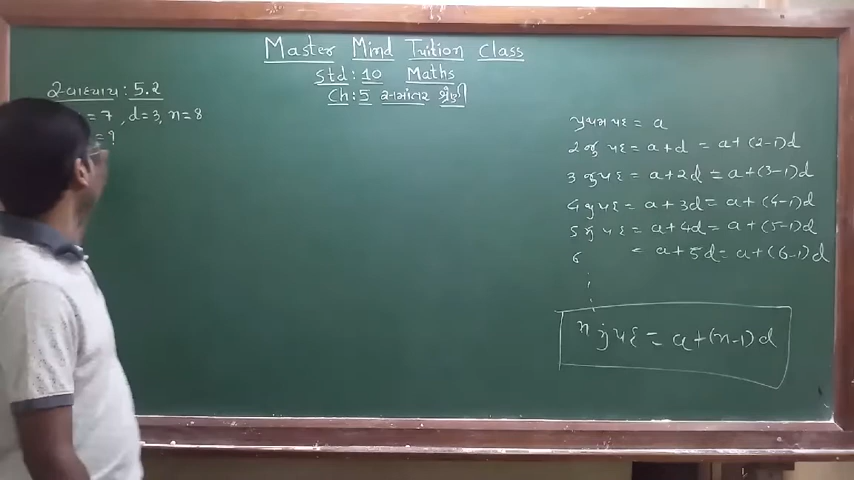 Master Mind Tuition Class
Std: 10 Maths
Ch: 5 સમાંતર શ્રેણી
સ્વાધ્યાય: 5.2
= 7, d=3, n=8
= ?
પ્રથમ પદ = a
2 જુ પદ = a+d = a+(2-1)d
3 જુ પદ = a+2d = a+(3-1)d
4 થુ પદ = a+3d = a+(4-1)d
5 મું પદ = a+4d = a+(5-1)d
6 = a+5d = a+(6-1)d
n મું પદ = a+(n-1)d